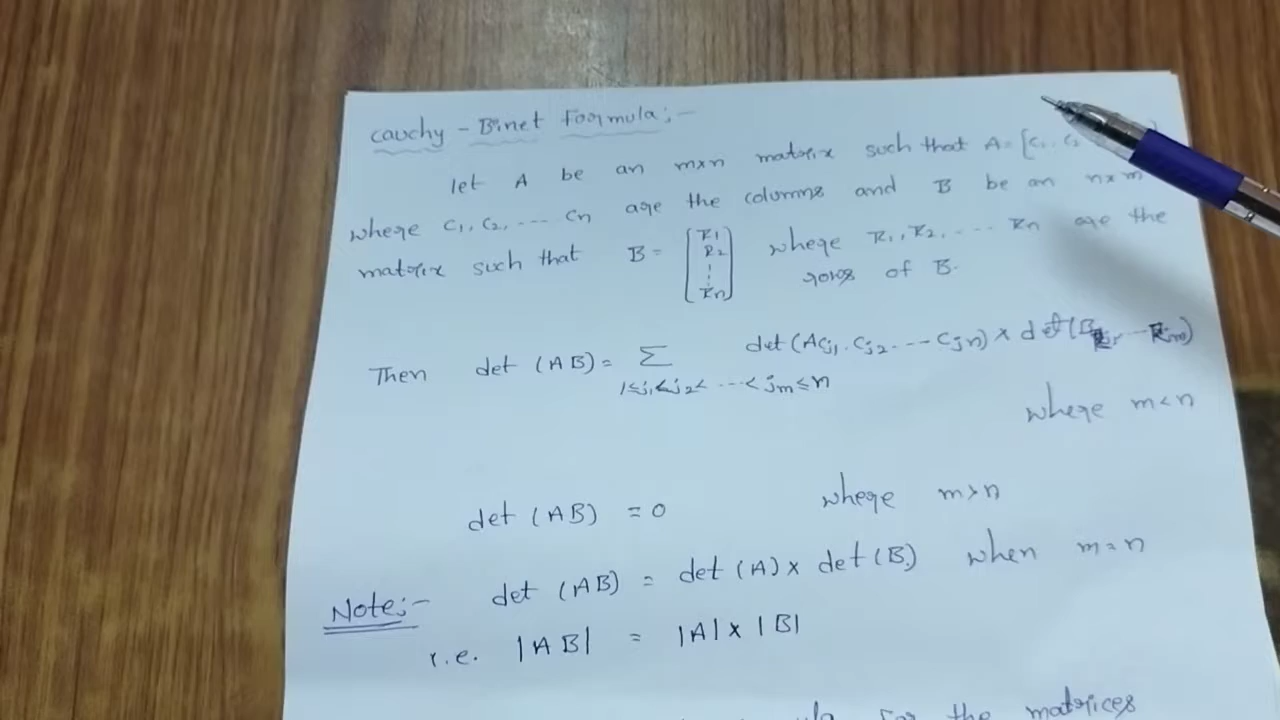 Cauchy - Binet Formula:-
let A be an m×n matrix such that A = [C1, C2
where C1, C2, ... Cn are the columns and B be an n×m
matrix such that B = [R1 R2 ⋮ Rn] where R1, R2, ... Rn are the
rows of B.
Then det (AB) = Σ det (A Cj1, Cj2 ... Cjn) × det (B
1≤j1<j2< ... <jm≤n
where m<n
det (AB) = 0 where m>n
Note:- det (AB) = det (A) × det (B) when m=n
i.e. |AB| = |A| × |B|
for the matrices